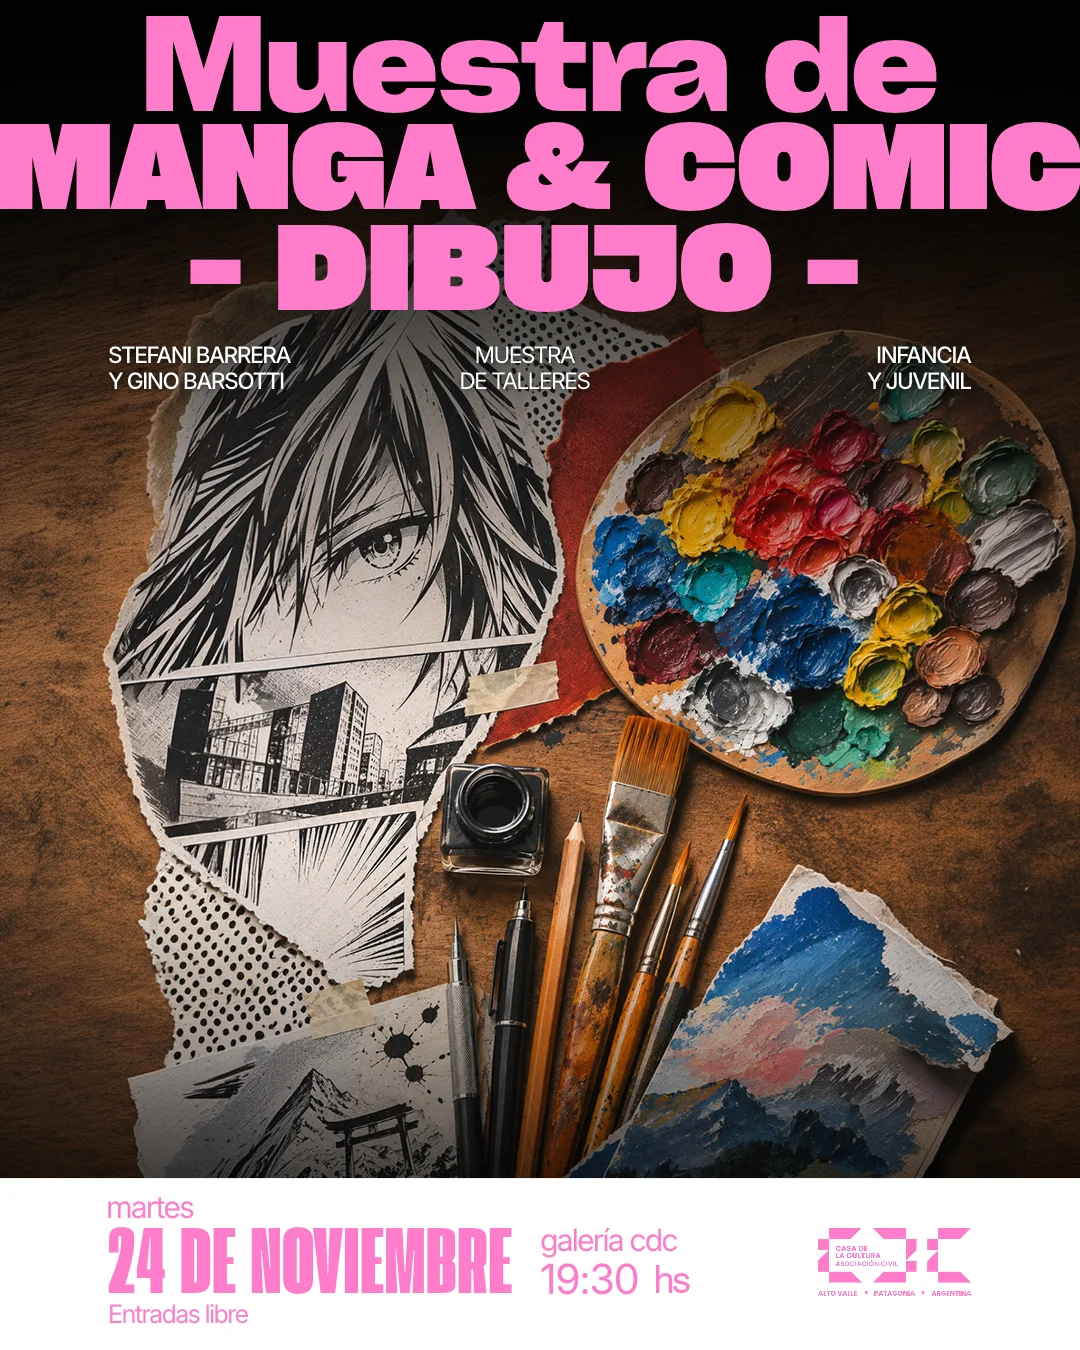 Muestra de
MANGA & COMIC
- DIBUJO -
STEFANI BARRERA
Y GINO BARSOTTI
MUESTRA
DE TALLERES
INFANCIA
Y JUVENIL
martes
24 DE NOVIEMBRE
Entradas libre
galería cdc
19:30 hs
CASA DE
LA CULTURA
ASOCIACIÓN CIVIL
CDC
ALTO VALLE • PATAGONIA • ARGENTINA